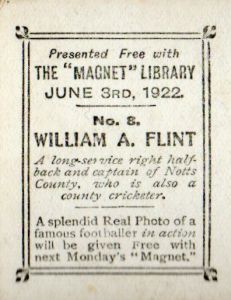 Presented Free with
THE "MAGNET" LIBRARY
JUNE 3RD, 1922.
No. 8.
WILLIAM A. FLINT
A long-service right half-
back and captain of Notts
County, who is also a
county cricketer.
A splendid Real Photo of a
famous footballer in action
will be given Free with
next Monday's "Magnet."